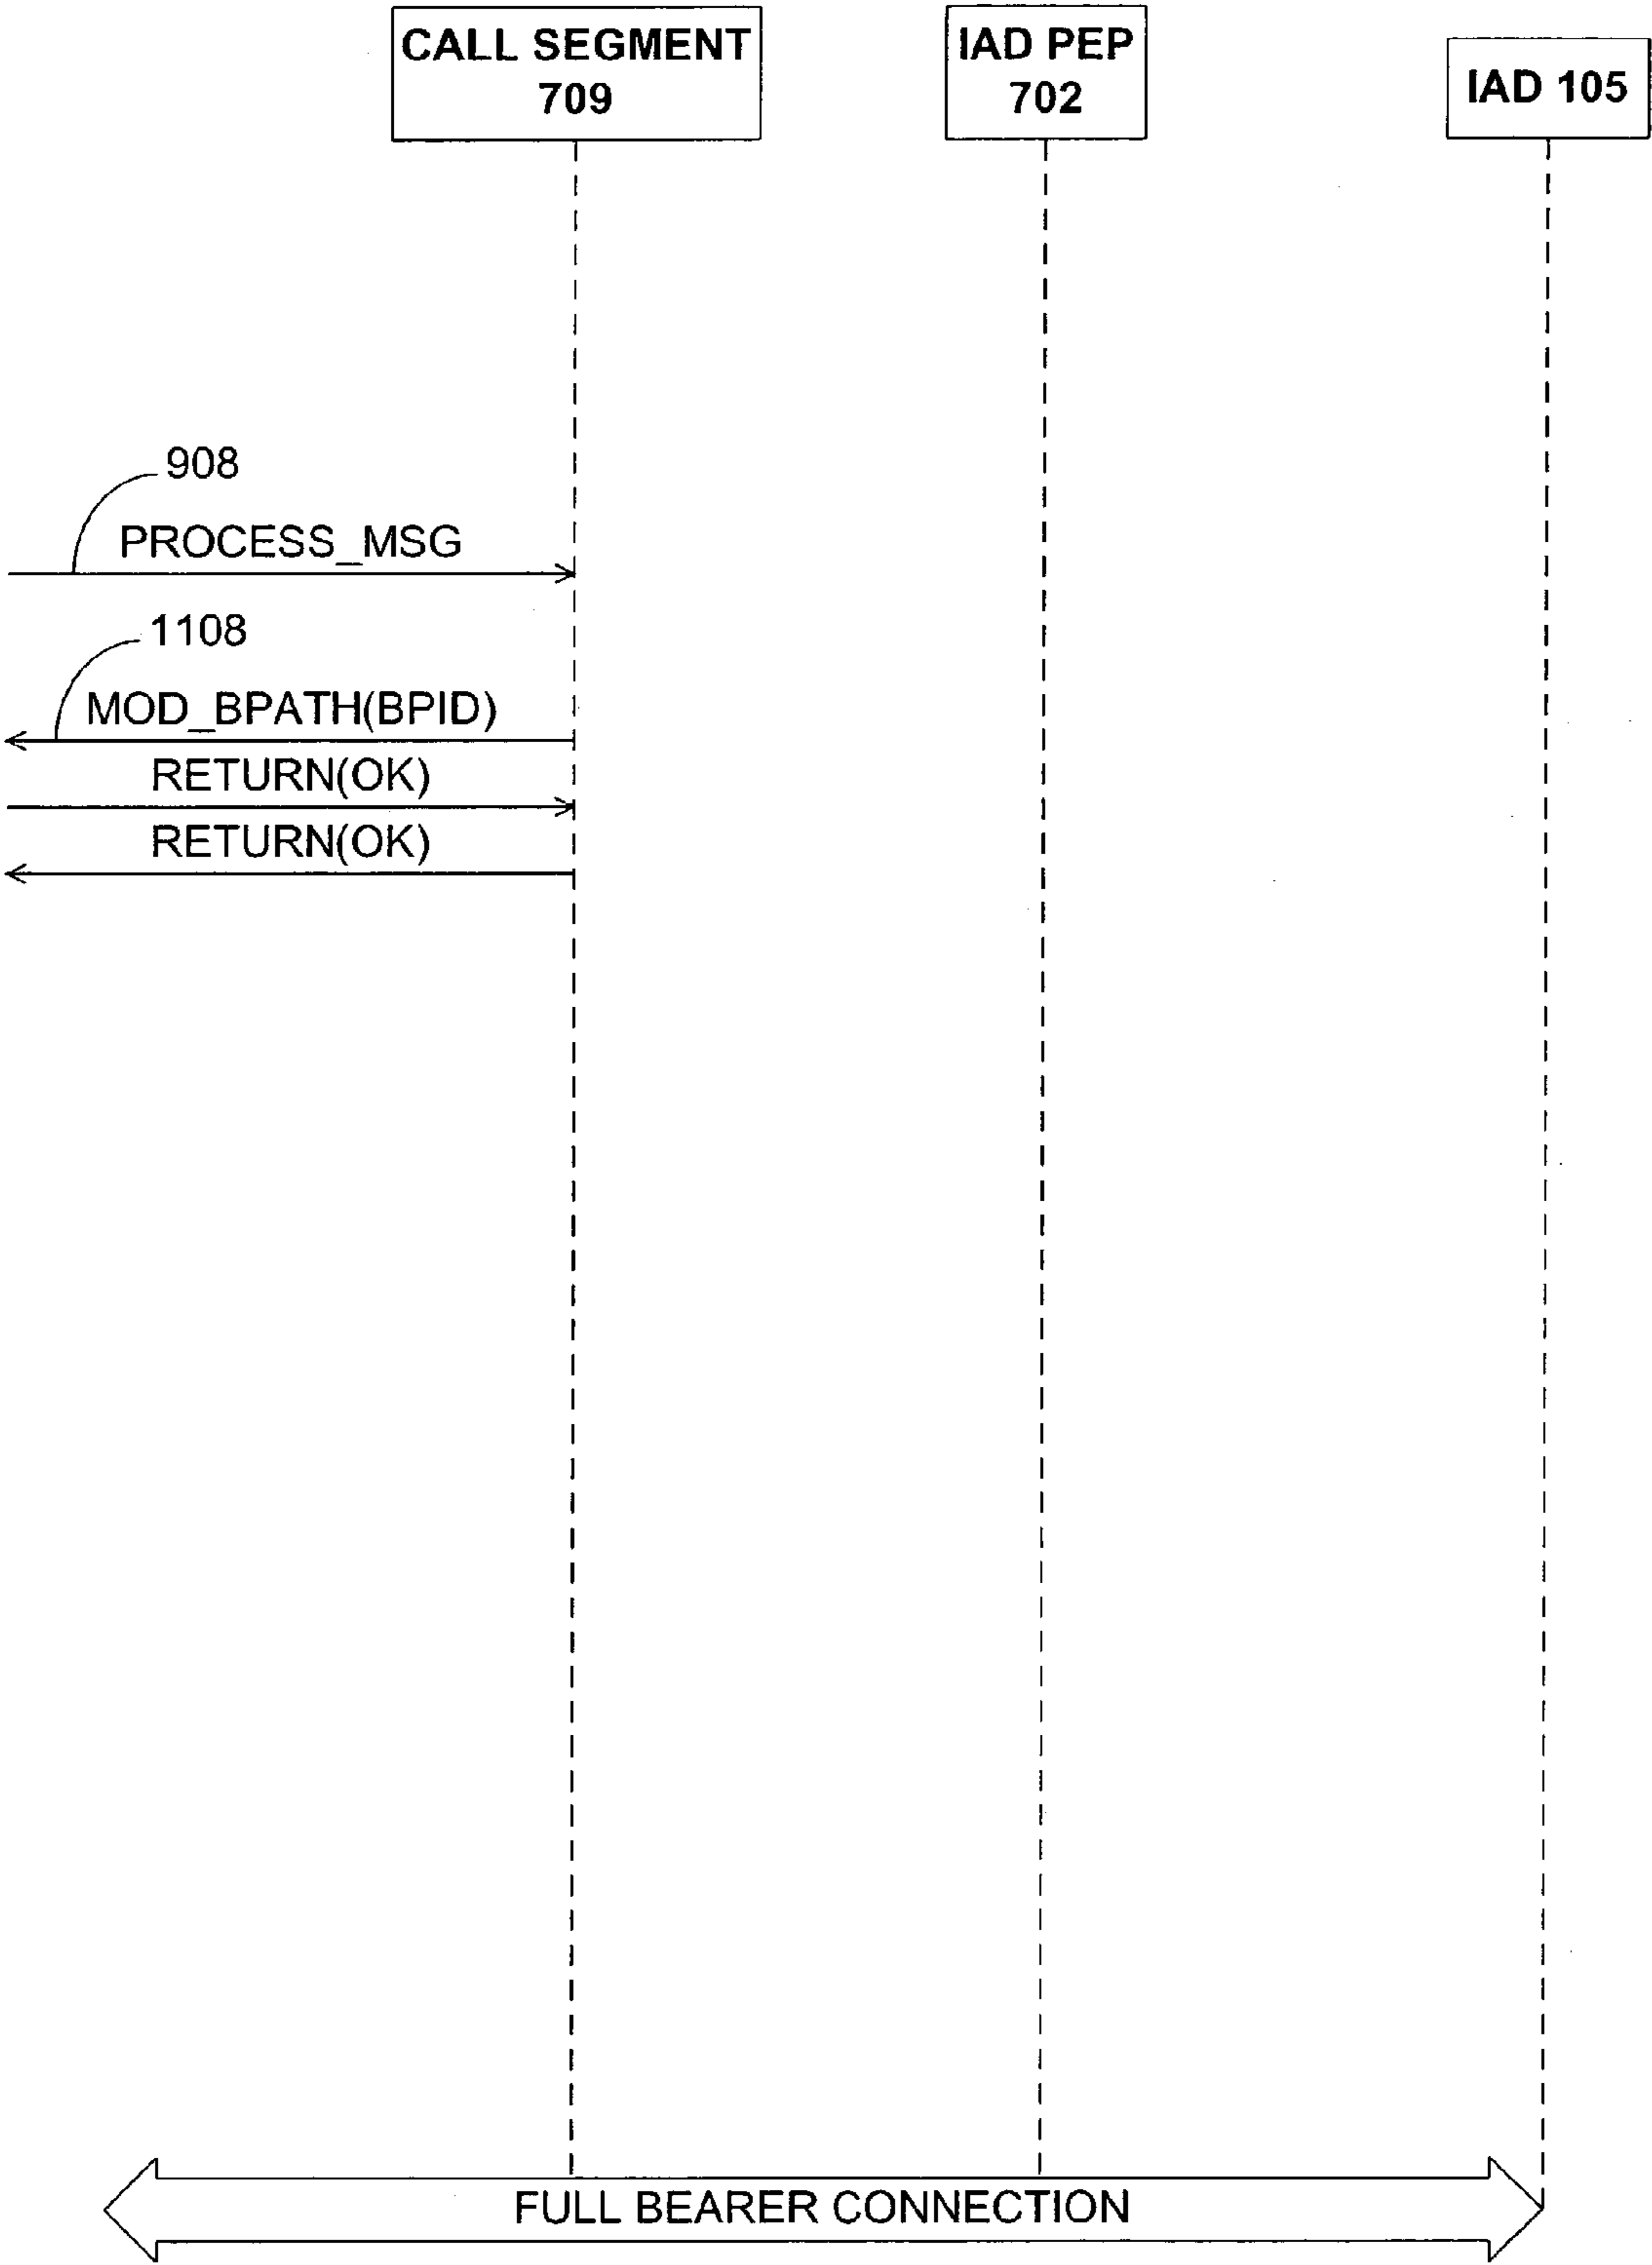 CALL SEGMENT
709
IAD PEP
702
IAD 105
908
PROCESS_MSG
1108
MOD_BPATH(BPID)
RETURN(OK)
RETURN(OK)
FULL BEARER CONNECTION